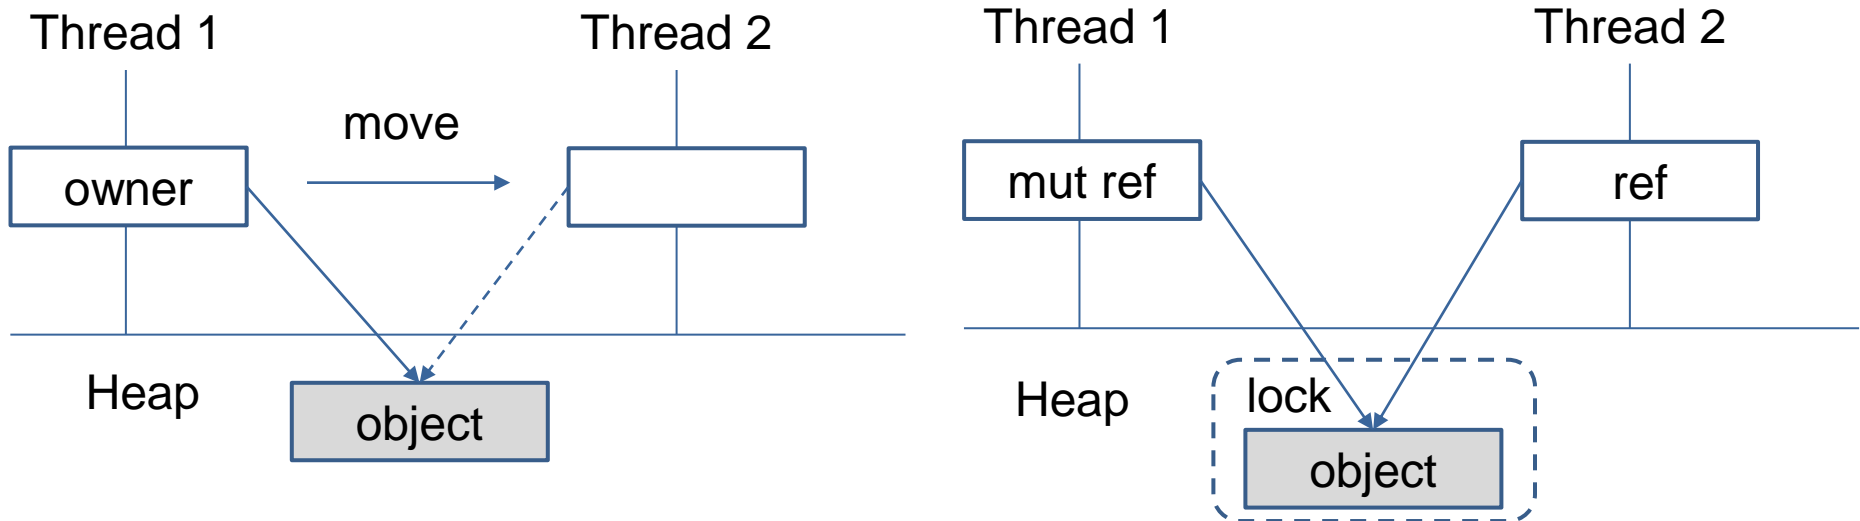 Thread 1
Thread 2
move
owner
Heap
object
Thread 1
Thread 2
mut ref
ref
Heap
lock
object